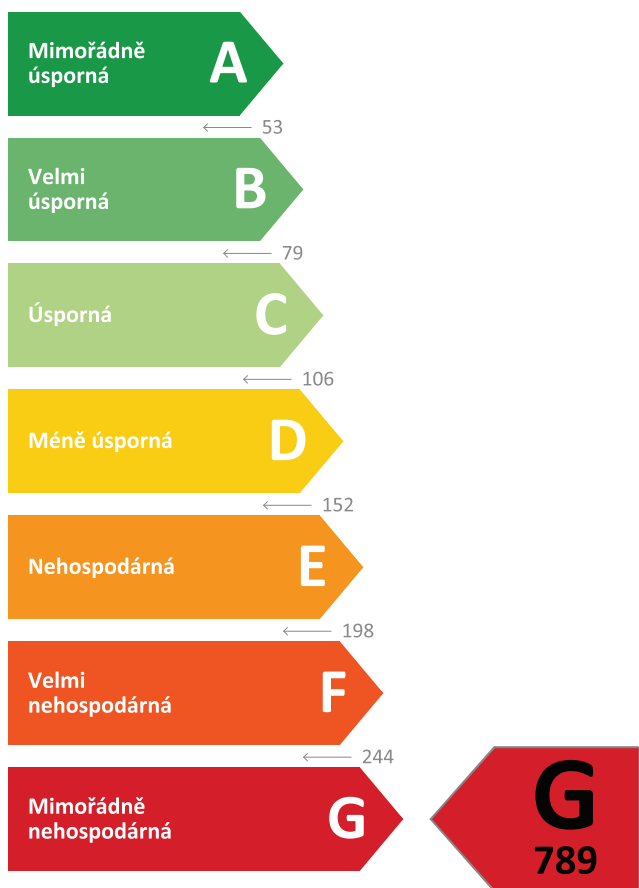 Mimořádně
úsporná
A
53
Velmi
úsporná
B
79
Úsporná
C
106
Méně úsporná
D
152
Nehospodárná
E
198
Velmi
nehospodárná
F
244
Mimořádně
nehospodárná
G
G
789